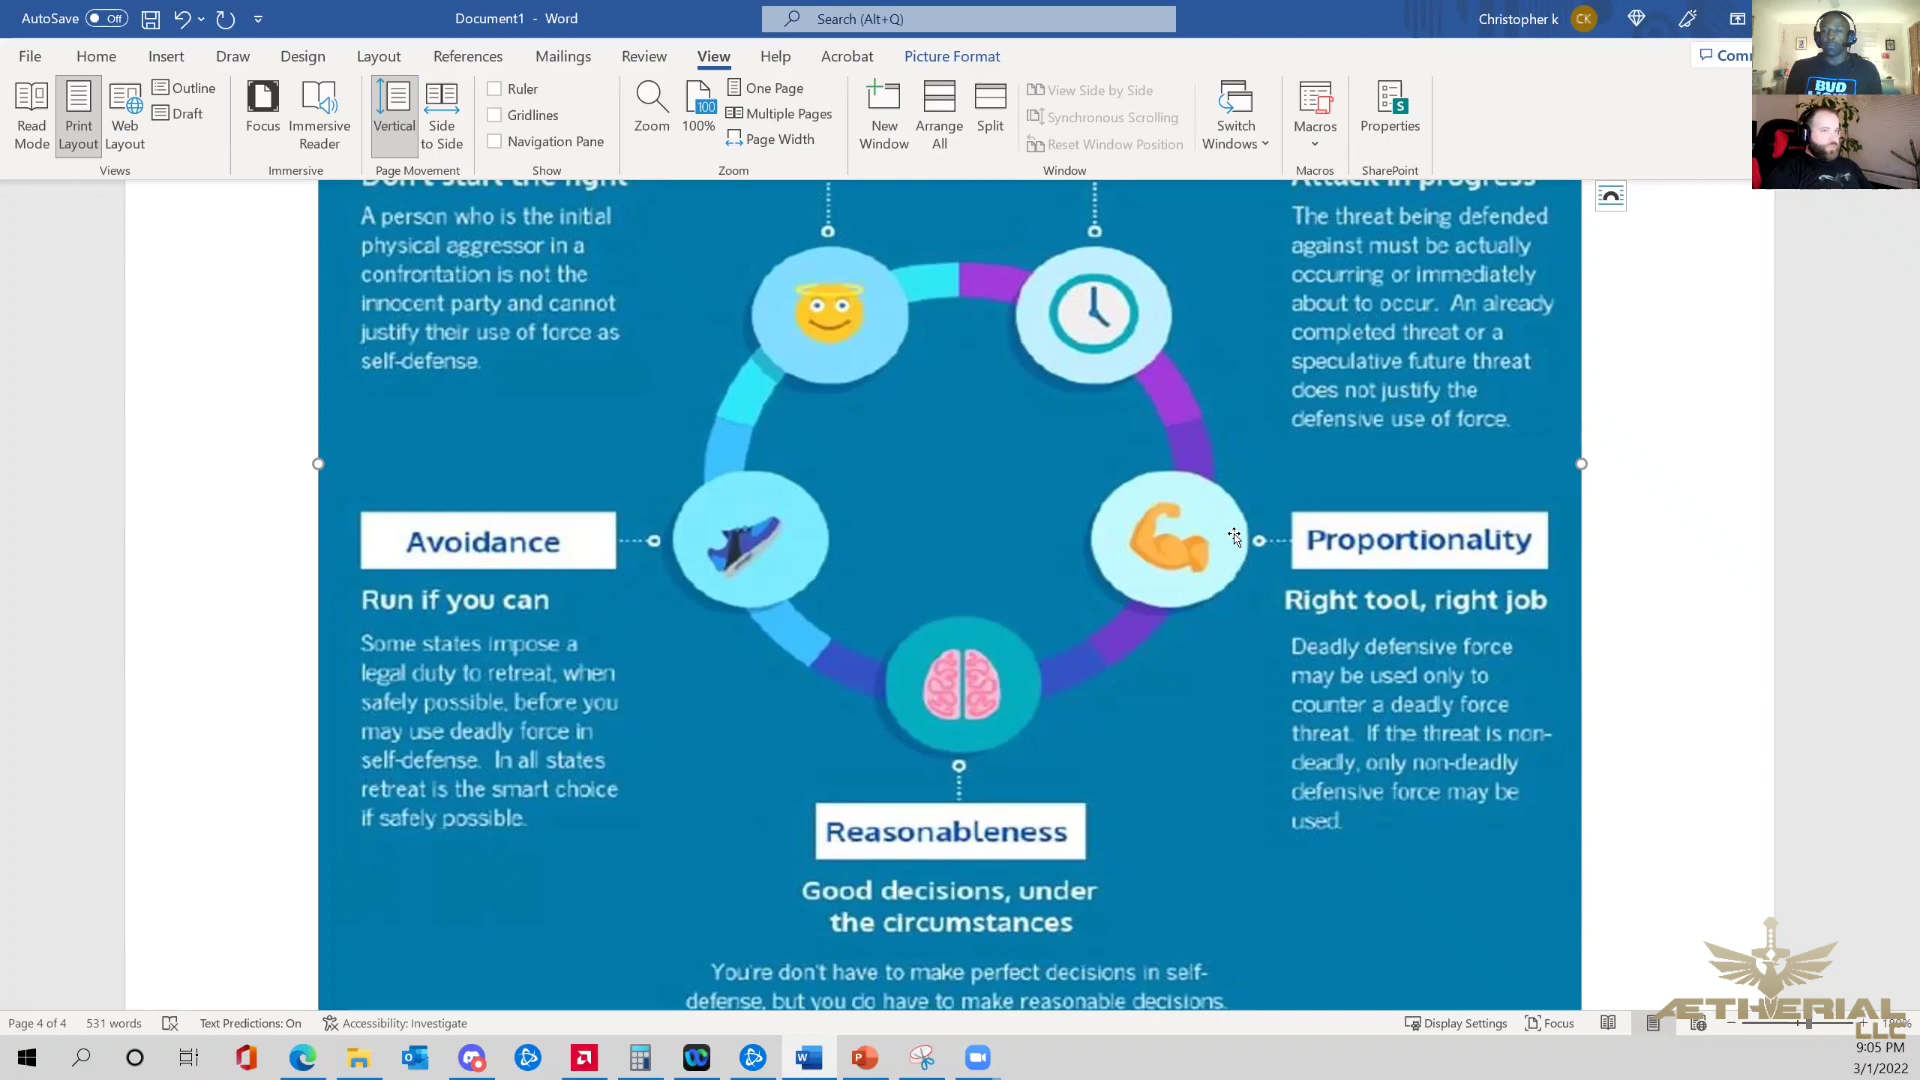 AutoSave Off
Document1 - Word
Search (Alt+Q)
Christopher k CK
File Home Insert Draw Design Layout References Mailings Review View Help Acrobat Picture Format
Read Mode
Print Layout
Web Layout
Outline
Draft
Views
Focus
Immersive Reader
Immersive
Vertical
Side to Side
Page Movement
Ruler
Gridlines
Navigation Pane
Show
Zoom
100
100%
One Page
Multiple Pages
Page Width
Zoom
New Window
Arrange All
Split
View Side by Side
Synchronous Scrolling
Reset Window Position
Switch Windows
Window
Macros
Macros
Properties
SharePoint
BUD
Don't start the fight
A person who is the initial
physical aggressor in a
confrontation is not the
innocent party and cannot
justify their use of force as
self-defense.
Attack in progress
The threat being defended
against must be actually
occurring or immediately
about to occur. An already
completed threat or a
speculative future threat
does not justify the
defensive use of force.
Avoidance
Run if you can
Some states impose a
legal duty to retreat, when
safely possible, before you
may use deadly force in
self-defense. In all states
retreat is the smart choice
if safely possible.
Proportionality
Right tool, right job
Deadly defensive force
may be used only to
counter a deadly force
threat. If the threat is non-
deadly, only non-deadly
defensive force may be
used.
Reasonableness
Good decisions, under
the circumstances
You're don't have to make perfect decisions in self-
defense, but you do have to make reasonable decisions.
ÆTHERIAL
LLC
Page 4 of 4 531 words Text Predictions: On Accessibility: Investigate
Display Settings Focus
9:05 PM
3/1/2022